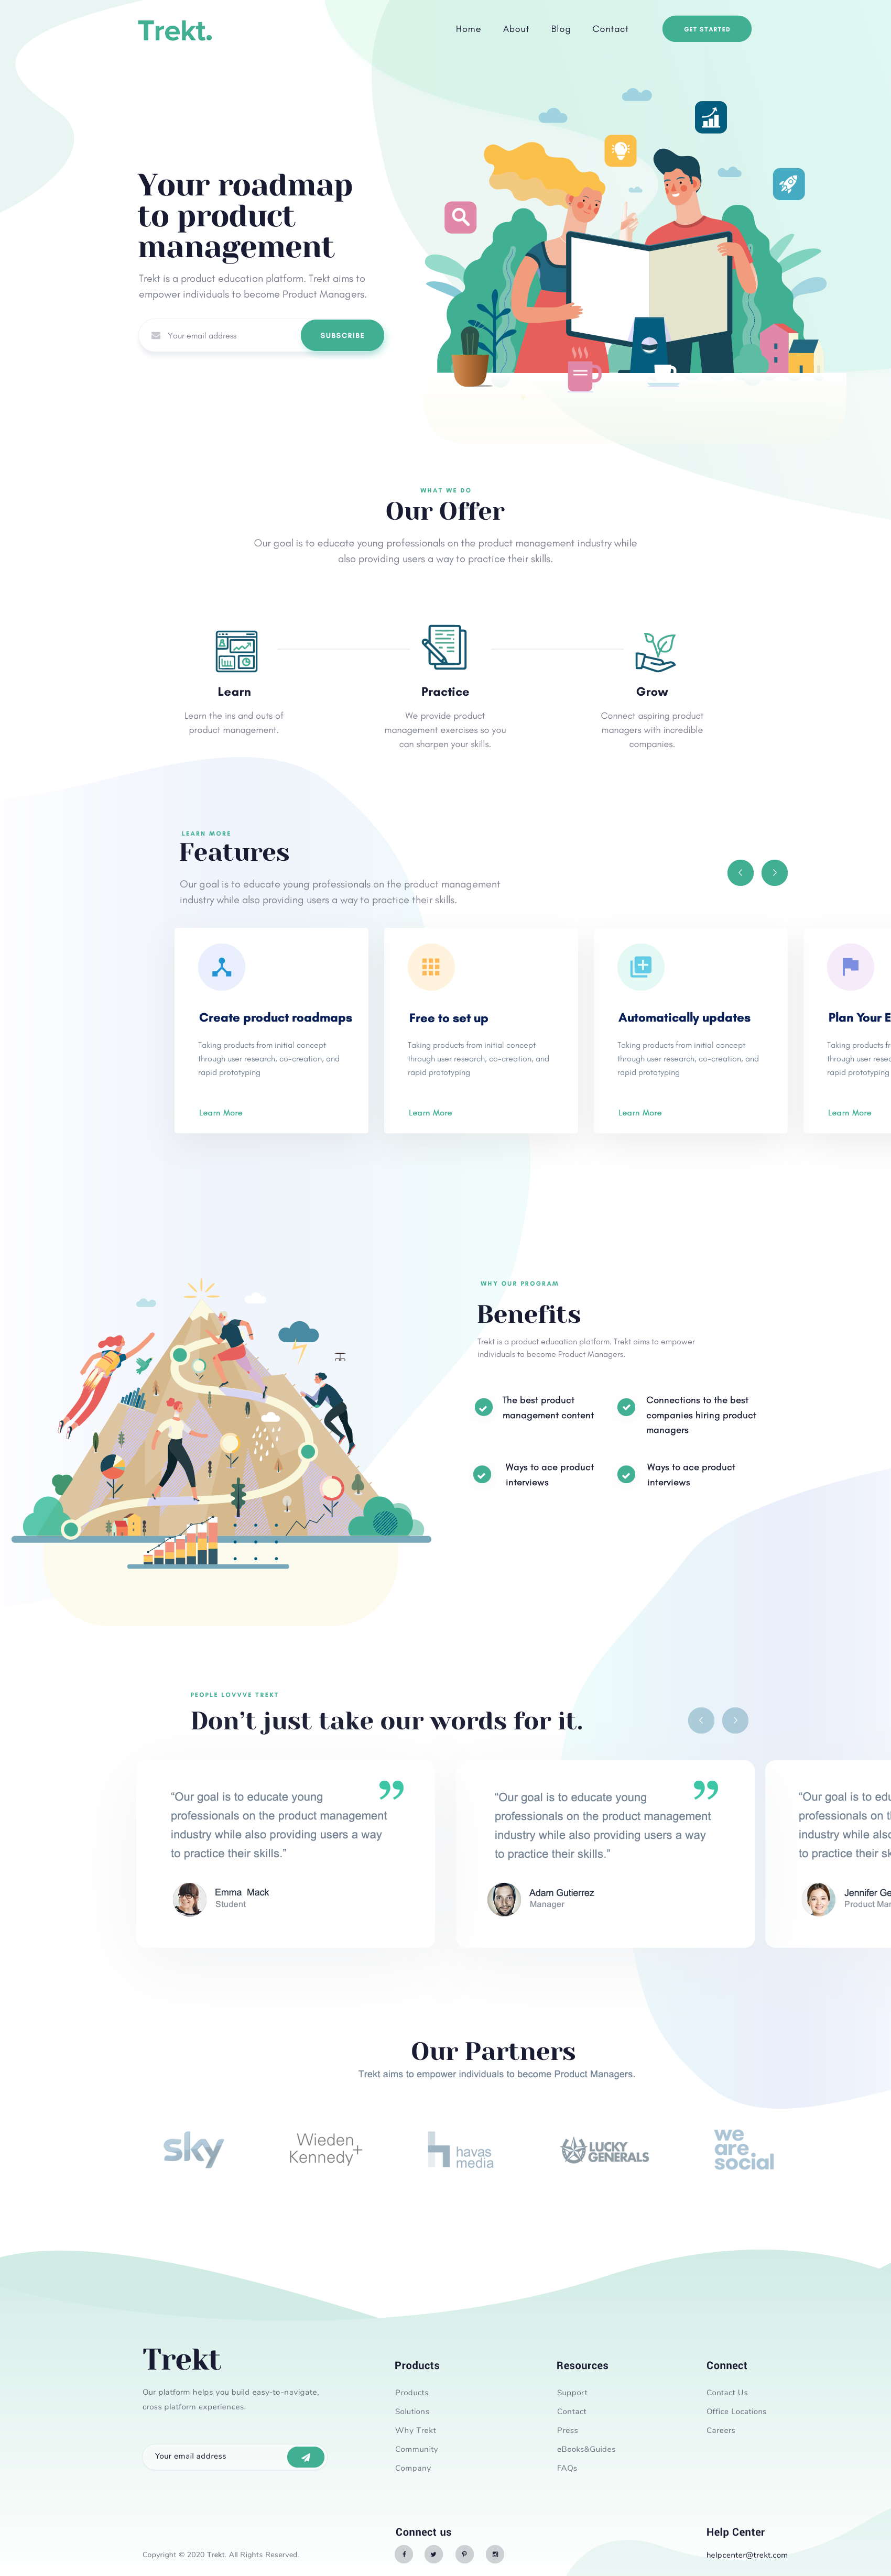 Trekt.
Home About Blog Contact GET STARTED
Your roadmap
to product
management
Trekt is a product education platform. Trekt aims to
empower individuals to become Product Managers.
Your email address SUBSCRIBE
WHAT WE DO
Our Offer
Our goal is to educate young professionals on the product management industry while
also providing users a way to practice their skills.
Learn
Learn the ins and outs of
product management.
Practice
We provide product
management exercises so you
can sharpen your skills.
Grow
Connect aspiring product
managers with incredible
companies.
LEARN MORE
Features
Our goal is to educate young professionals on the product management
industry while also providing users a way to practice their skills.
Create product roadmaps
Taking products from initial concept
through user research, co-creation, and
rapid prototyping
Learn More
Free to set up
Taking products from initial concept
through user research, co-creation, and
rapid prototyping
Learn More
Automatically updates
Taking products from initial concept
through user research, co-creation, and
rapid prototyping
Learn More
Plan Your E
Taking products fr
through user resea
rapid prototyping
Learn More
WHY OUR PROGRAM
Benefits
Trekt is a product education platform. Trekt aims to empower
individuals to become Product Managers.
The best product
management content
Connections to the best
companies hiring product
managers
Ways to ace product
interviews
Ways to ace product
interviews
PEOPLE LOVVVE TREKT
Don't just take our words for it.
“Our goal is to educate young
professionals on the product management
industry while also providing users a way
to practice their skills.”
Emma Mack
Student
“Our goal is to educate young
professionals on the product management
industry while also providing users a way
to practice their skills.”
Adam Gutierrez
Manager
“Our goal is to edu
professionals on th
industry while also
to practice their sk
Jennifer Ge
Product Mar
Our Partners
Trekt aims to empower individuals to become Product Managers.
sky
Wieden
Kennedy+
havas
media
LUCKY
GENERALS
we
are
social
Trekt
Our platform helps you build easy-to-navigate,
cross platform experiences.
Your email address
Products
Products
Solutions
Why Trekt
Community
Company
Resources
Support
Contact
Press
eBooks&Guides
FAQs
Connect
Contact Us
Office Locations
Careers
Connect us
Help Center
helpcenter@trekt.com
Copyright © 2020 Trekt. All Rights Reserved.